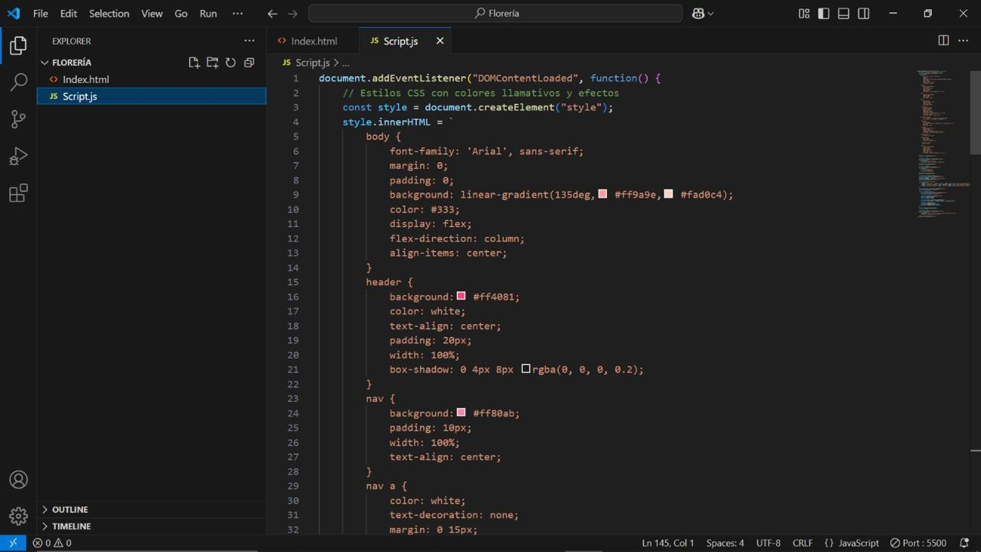 File Edit Selection View Go Run ··· Florería
EXPLORER ···
FLORERÍA
<> Index.html
JS Script.js
<> Index.html JS Script.js
JS Script.js > ...
1 document.addEventListener("DOMContentLoaded", function() {
2 // Estilos CSS con colores llamativos y efectos
3 const style = document.createElement("style");
4 style.innerHTML = `
5 body {
6 font-family: 'Arial', sans-serif;
7 margin: 0;
8 padding: 0;
9 background: linear-gradient(135deg, #ff9a9e, #fad0c4);
10 color: #333;
11 display: flex;
12 flex-direction: column;
13 align-items: center;
14 }
15 header {
16 background: #ff4081;
17 color: white;
18 text-align: center;
19 padding: 20px;
20 width: 100%;
21 box-shadow: 0 4px 8px rgba(0, 0, 0, 0.2);
22 }
23 nav {
24 background: #ff80ab;
25 padding: 10px;
26 width: 100%;
27 text-align: center;
28 }
29 nav a {
30 color: white;
31 text-decoration: none;
32 margin: 0 15px;
OUTLINE
TIMELINE
0 0 Ln 145, Col 1 Spaces: 4 UTF-8 CRLF {} JavaScript Port : 5500